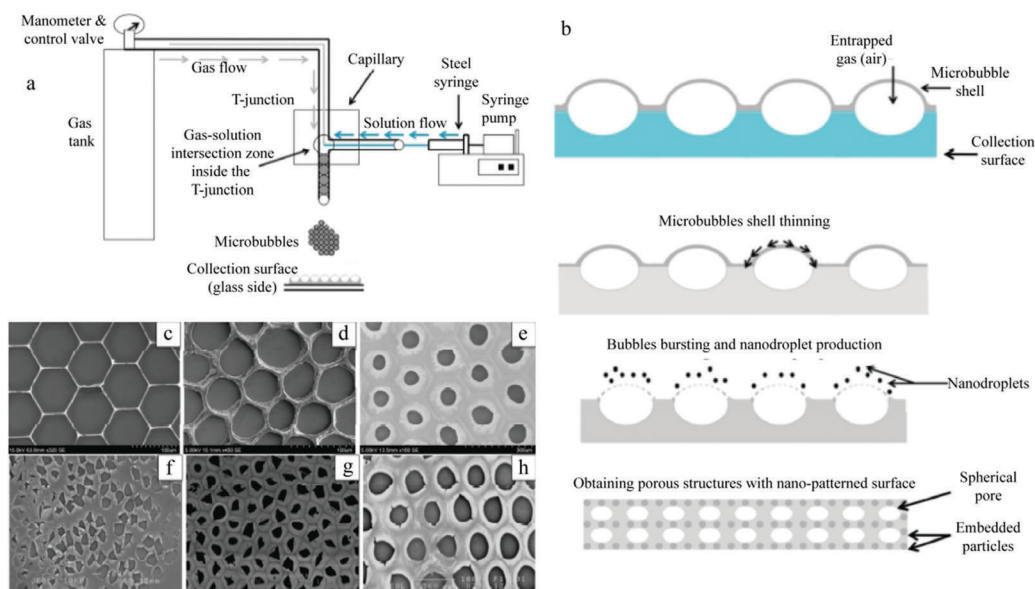 Manometer &
control valve
a
Gas flow
Capillary
Steel
syringe
T-junction
Syringe
pump
Solution flow
Gas
tank
Gas-solution
intersection zone
inside the
T-junction
Microbubbles
Collection surface
(glass side)
b
Entrapped
gas (air)
Microbubble
shell
Collection
surface
Microbubbles shell thinning
Bubbles bursting and nanodroplet production
Nanodroplets
Obtaining porous structures with nano-patterned surface
Spherical
pore
Embedded
particles
c
d
e
f
g
h